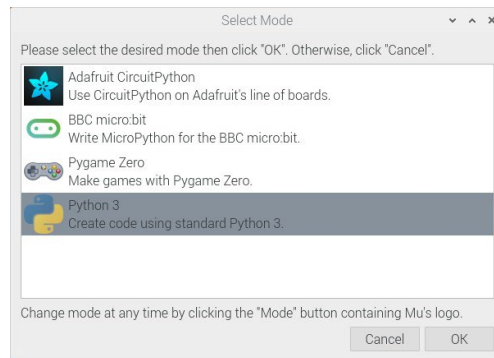 Select Mode
Please select the desired mode then click "OK". Otherwise, click "Cancel".
Adafruit CircuitPython
Use CircuitPython on Adafruit's line of boards.
BBC micro:bit
Write MicroPython for the BBC micro:bit.
Pygame Zero
Make games with Pygame Zero.
Python 3
Create code using standard Python 3.
Change mode at any time by clicking the "Mode" button containing Mu's logo.
Cancel OK